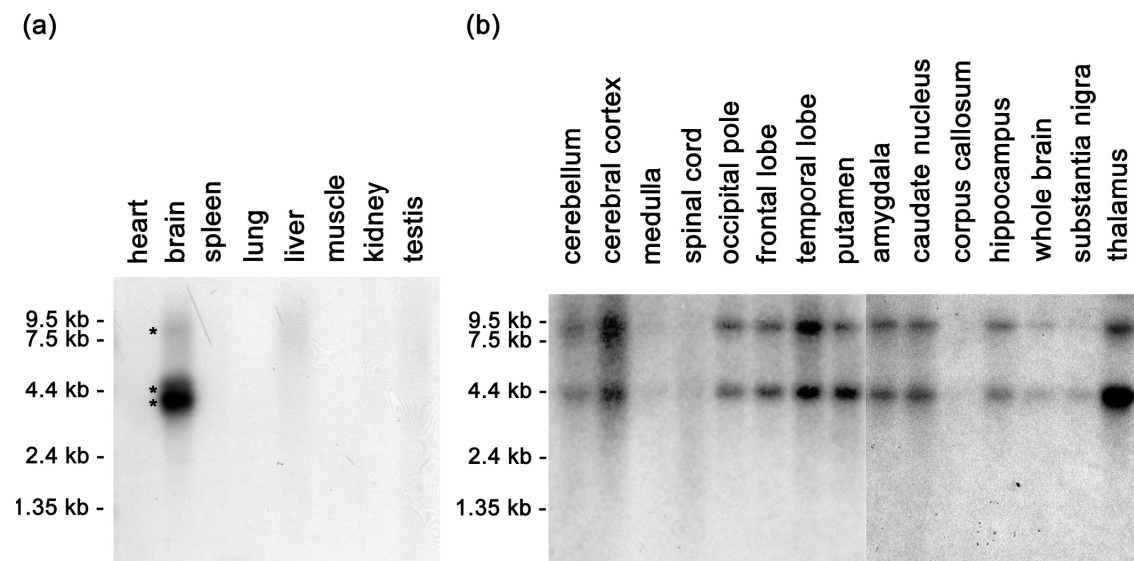 (a)
heart
brain
spleen
lung
liver
muscle
kidney
testis
9.5 kb -
7.5 kb -
4.4 kb -
2.4 kb -
1.35 kb -
*
*
*
(b)
cerebellum
cerebral cortex
medulla
spinal cord
occipital pole
frontal lobe
temporal lobe
putamen
amygdala
caudate nucleus
corpus callosum
hippocampus
whole brain
substantia nigra
thalamus
9.5 kb -
7.5 kb -
4.4 kb -
2.4 kb -
1.35 kb -